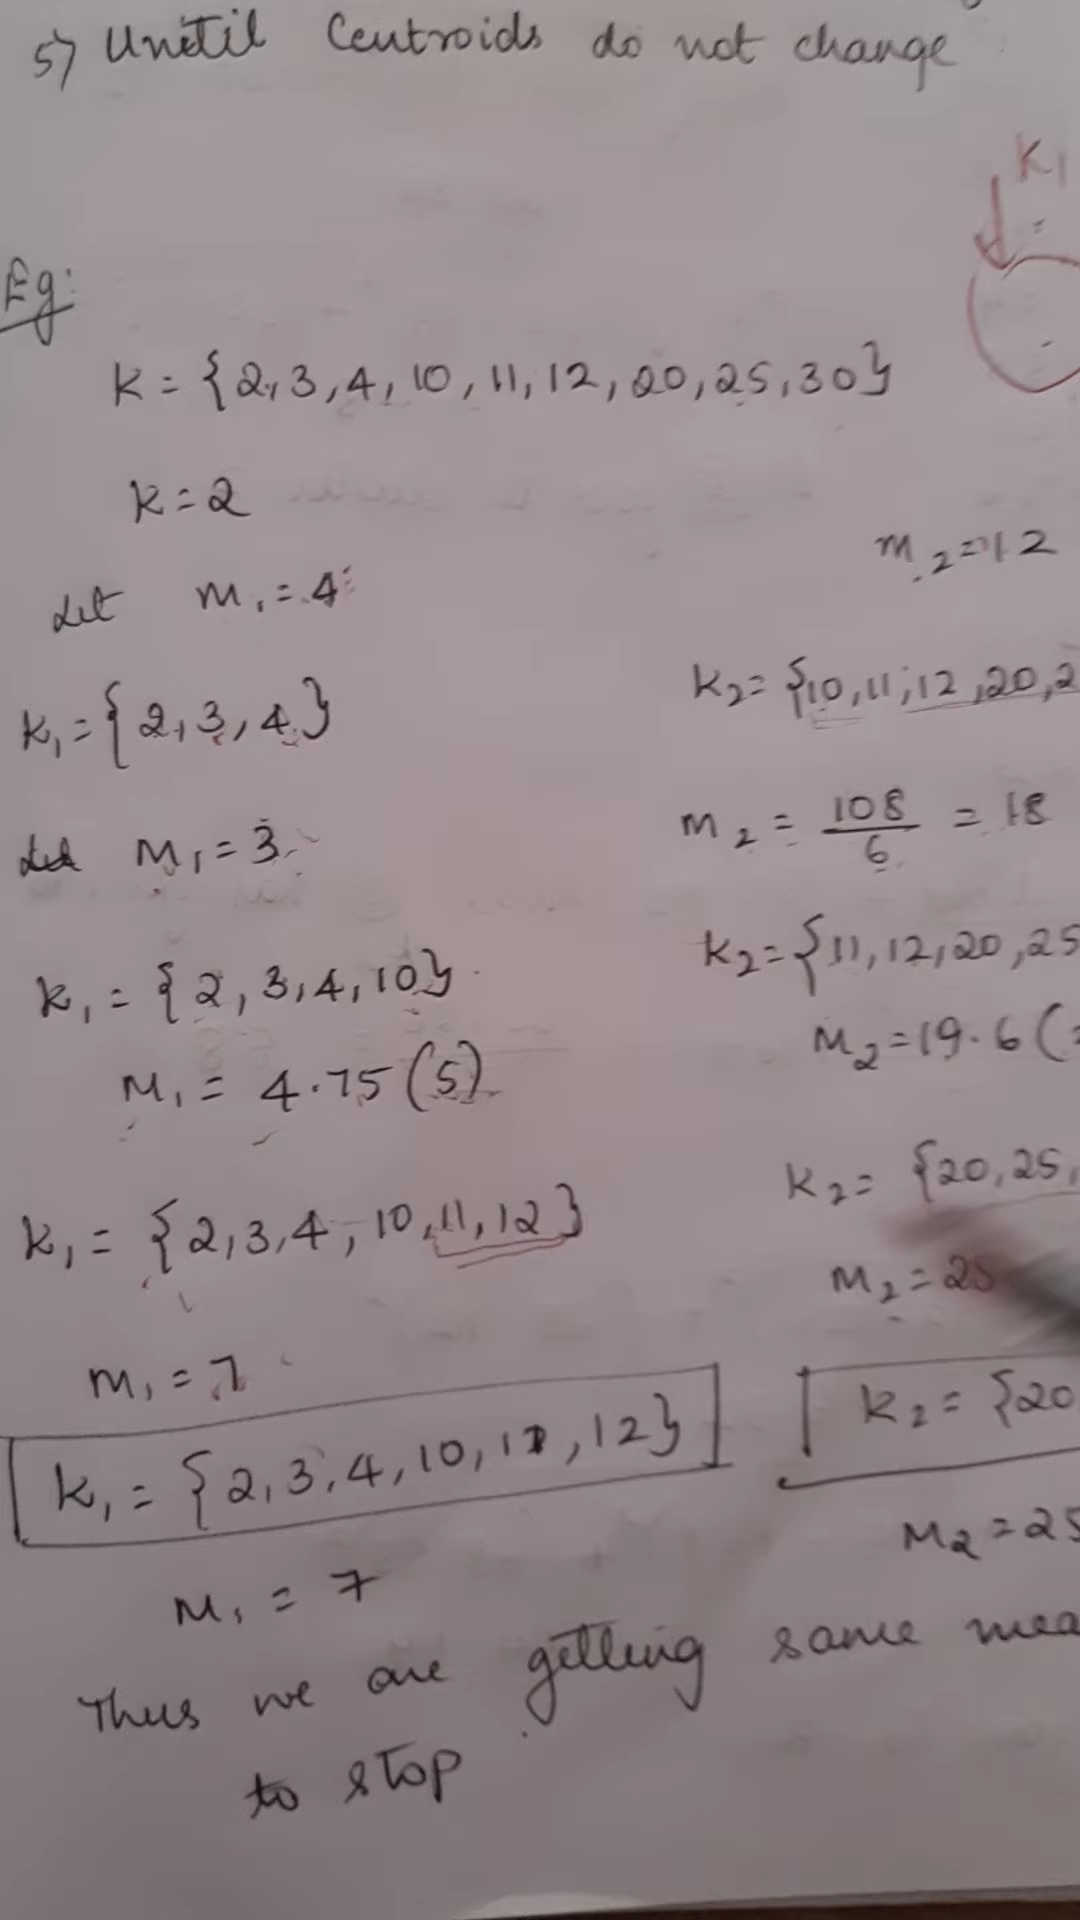 5) Unitil Centroids do not change
K1
Eg:
K = {2, 3, 4, 10, 11, 12, 20, 25, 30}
K = 2
Let m1 = 4
m2 = 12
K1 = {2, 3, 4}
K2 = {10, 11, 12, 20, 2
Let M1 = 3
m2 = 108/6 = 18
K1 = {2, 3, 4, 10}
K2 = {11, 12, 20, 25
M1 = 4.75 (5)
M2 = 19.6 (
K1 = {2, 3, 4, 10, 11, 12}
K2 = {20, 25,
M2 = 25
m1 = 7
K1 = {2, 3, 4, 10, 11, 12}
K2 = {20
M2 = 25
M1 = 7
Thus we are getting same mea
to stop